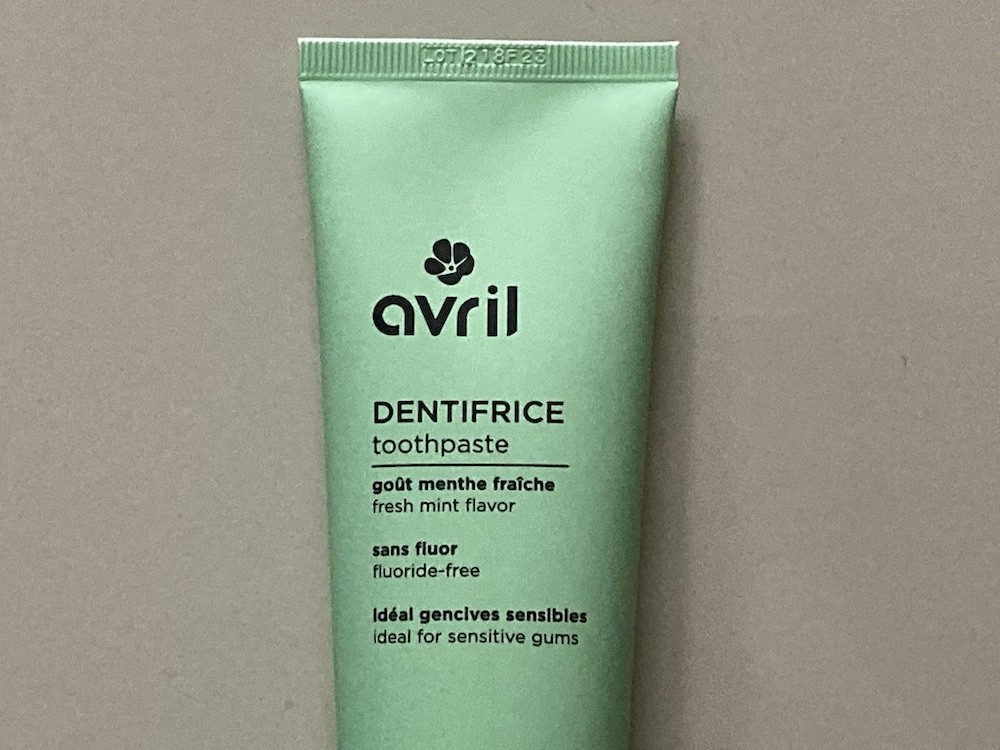 LOT 218F23
avril
DENTIFRICE
toothpaste
goût menthe fraîche
fresh mint flavor
sans fluor
fluoride-free
idéal gencives sensibles
ideal for sensitive gums